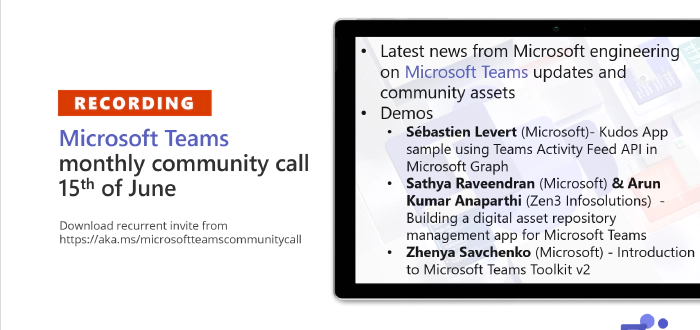 RECORDING
Microsoft Teams
monthly community call
15th of June
Download recurrent invite from
https://aka.ms/microsoftteamscommunitycall
• Latest news from Microsoft engineering
on Microsoft Teams updates and
community assets
• Demos
• Sébastien Levert (Microsoft)- Kudos App
sample using Teams Activity Feed API in
Microsoft Graph
• Sathya Raveendran (Microsoft) & Arun
Kumar Anaparthi (Zen3 Infosolutions) -
Building a digital asset repository
management app for Microsoft Teams
• Zhenya Savchenko (Microsoft) - Introduction
to Microsoft Teams Toolkit v2